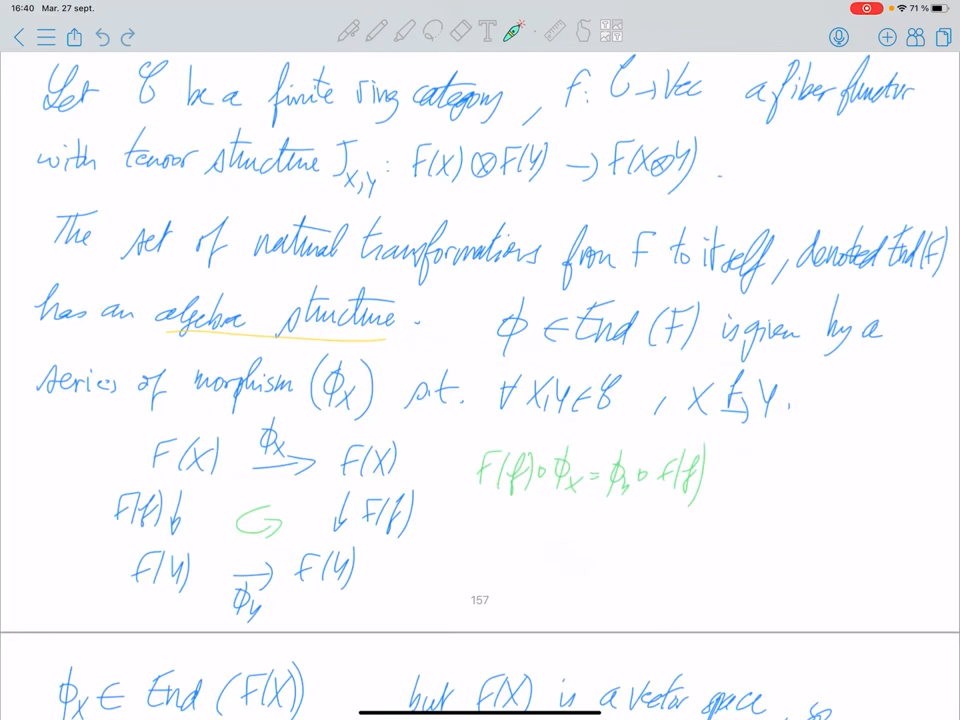 16:40 Mar. 27 sept. 71 %
Let C be a finite ring category, F: C → Vec a fiber functor
with tensor structure J_{X,Y}: F(X) ⊗ F(Y) → F(X⊗Y).
The set of natural transformations from F to itself, denoted End(F)
has an algebra structure. ϕ ∈ End(F) is given by a
series of morphism (ϕ_X) s.t. ∀ X,Y ∈ C, X →^f Y.
F(X) →^{ϕ_X} F(X) F(f) ∘ ϕ_X = ϕ_Y ∘ F(f)
F(f) ↓ ↓ F(f)
F(Y) →_{ϕ_Y} F(Y)
157
ϕ_X ∈ End(F(X)) but F(X) is a vector space, so